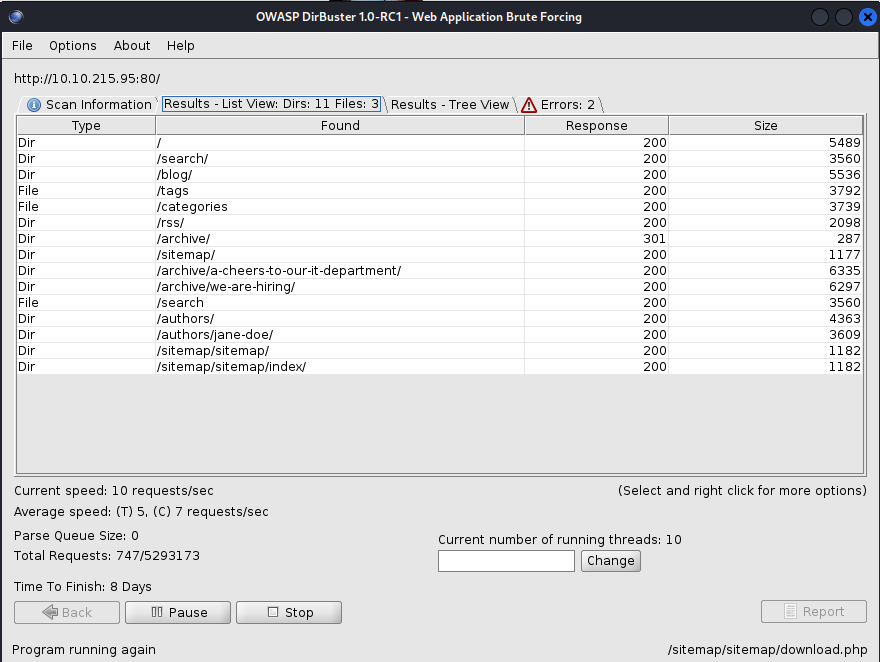 OWASP DirBuster 1.0-RC1 - Web Application Brute Forcing
File Options About Help
http://10.10.215.95:80/
Scan Information Results - List View: Dirs: 11 Files: 3 Results - Tree View Errors: 2
Type Found Response Size
Dir / 200 5489
Dir /search/ 200 3560
Dir /blog/ 200 5536
File /tags 200 3792
File /categories 200 3739
Dir /rss/ 200 2098
Dir /archive/ 301 287
Dir /sitemap/ 200 1177
Dir /archive/a-cheers-to-our-it-department/ 200 6335
Dir /archive/we-are-hiring/ 200 6297
File /search 200 3560
Dir /authors/ 200 4363
Dir /authors/jane-doe/ 200 3609
Dir /sitemap/sitemap/ 200 1182
Dir /sitemap/sitemap/index/ 200 1182
Current speed: 10 requests/sec (Select and right click for more options)
Average speed: (T) 5, (C) 7 requests/sec
Parse Queue Size: 0 Current number of running threads: 10
Total Requests: 747/5293173 Change
Time To Finish: 8 Days
Back Pause Stop Report
Program running again /sitemap/sitemap/download.php